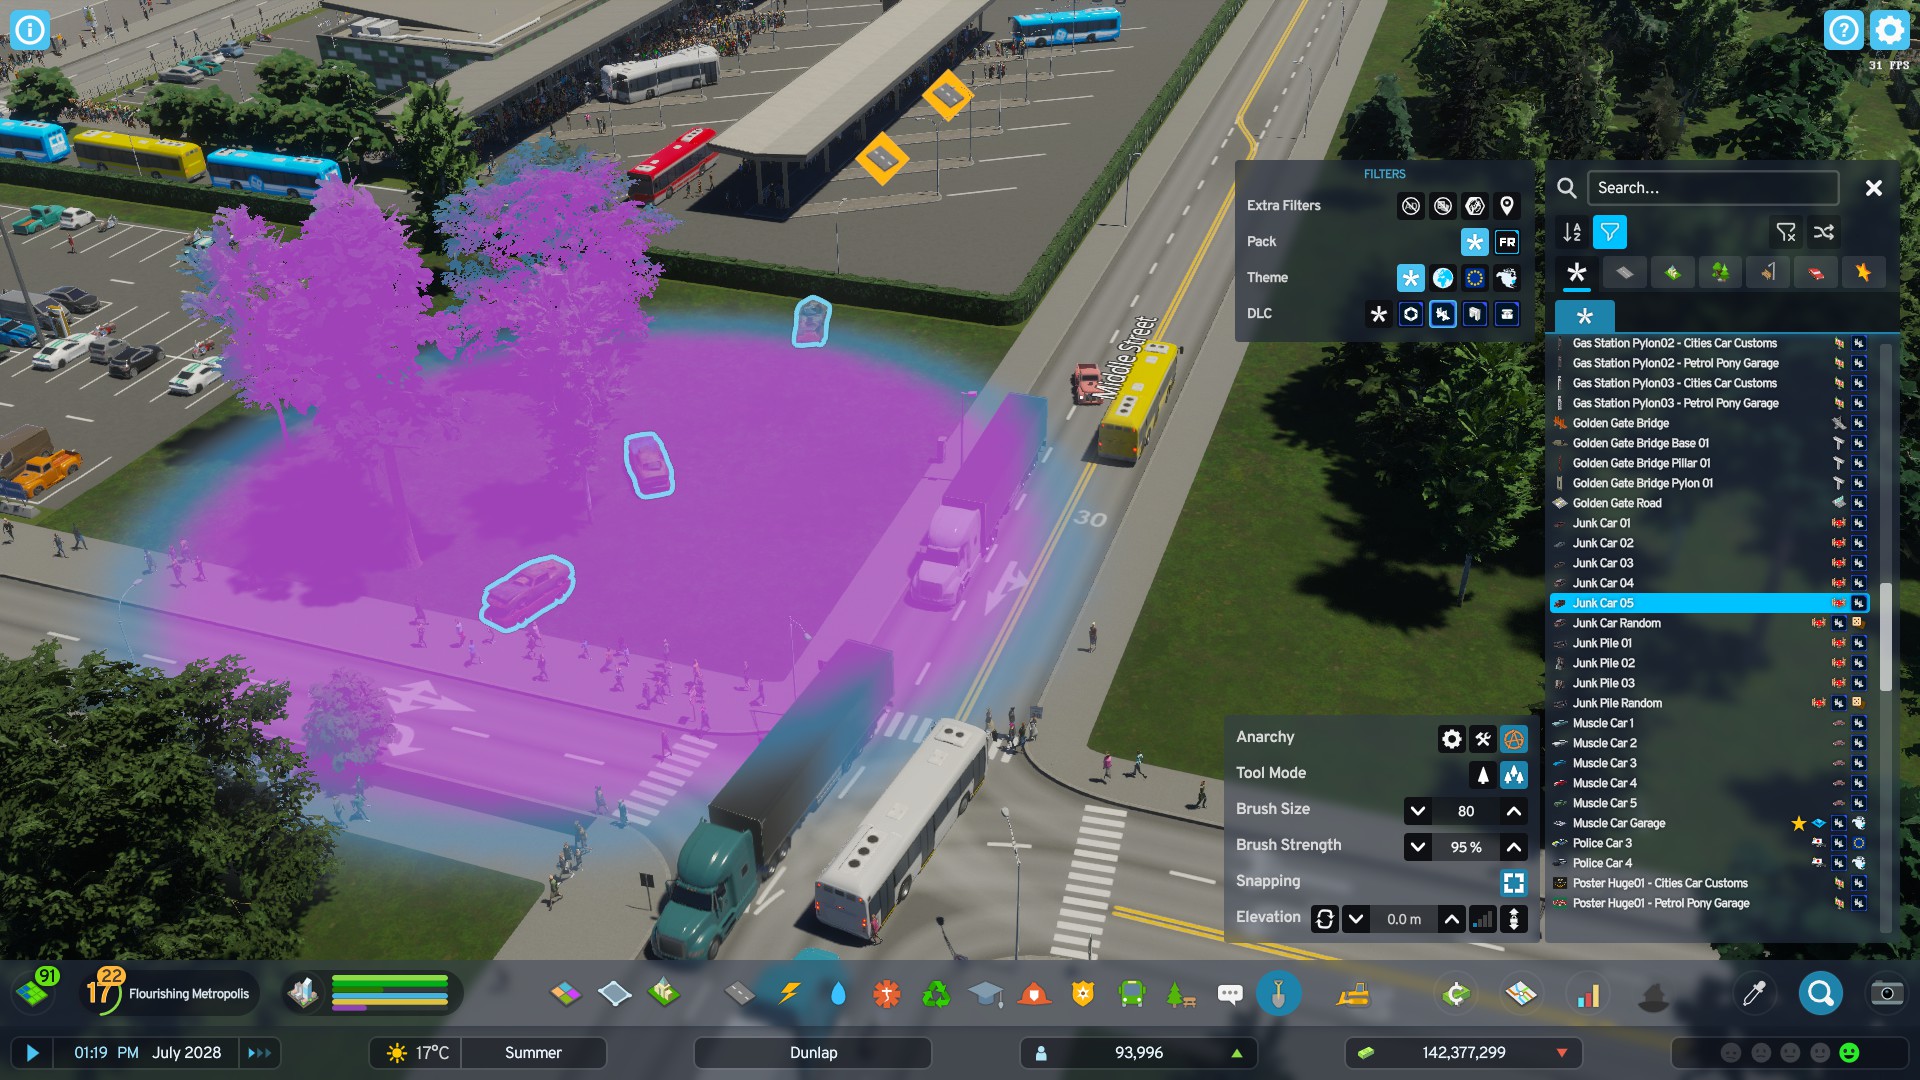 31 FPS
FILTERS
Extra Filters
Pack
FR
Theme
DLC
Search...
Gas Station Pylon02 - Cities Car Customs
Gas Station Pylon02 - Petrol Pony Garage
Gas Station Pylon03 - Cities Car Customs
Gas Station Pylon03 - Petrol Pony Garage
Golden Gate Bridge
Golden Gate Bridge Base 01
Golden Gate Bridge Pillar 01
Golden Gate Bridge Pylon 01
Golden Gate Road
Junk Car 01
Junk Car 02
Junk Car 03
Junk Car 04
Junk Car 05
Junk Car Random
Junk Pile 01
Junk Pile 02
Junk Pile 03
Junk Pile Random
Muscle Car 1
Muscle Car 2
Muscle Car 3
Muscle Car 4
Muscle Car 5
Muscle Car Garage
Police Car 3
Police Car 4
Poster Huge01 - Cities Car Customs
Poster Huge01 - Petrol Pony Garage
Middle Street
30
Anarchy
Tool Mode
Brush Size
80
Brush Strength
95 %
Snapping
Elevation
0.0 m
91
22
17
Flourishing Metropolis
01:19 PM July 2028
17°C
Summer
Dunlap
93,996
142,377,299